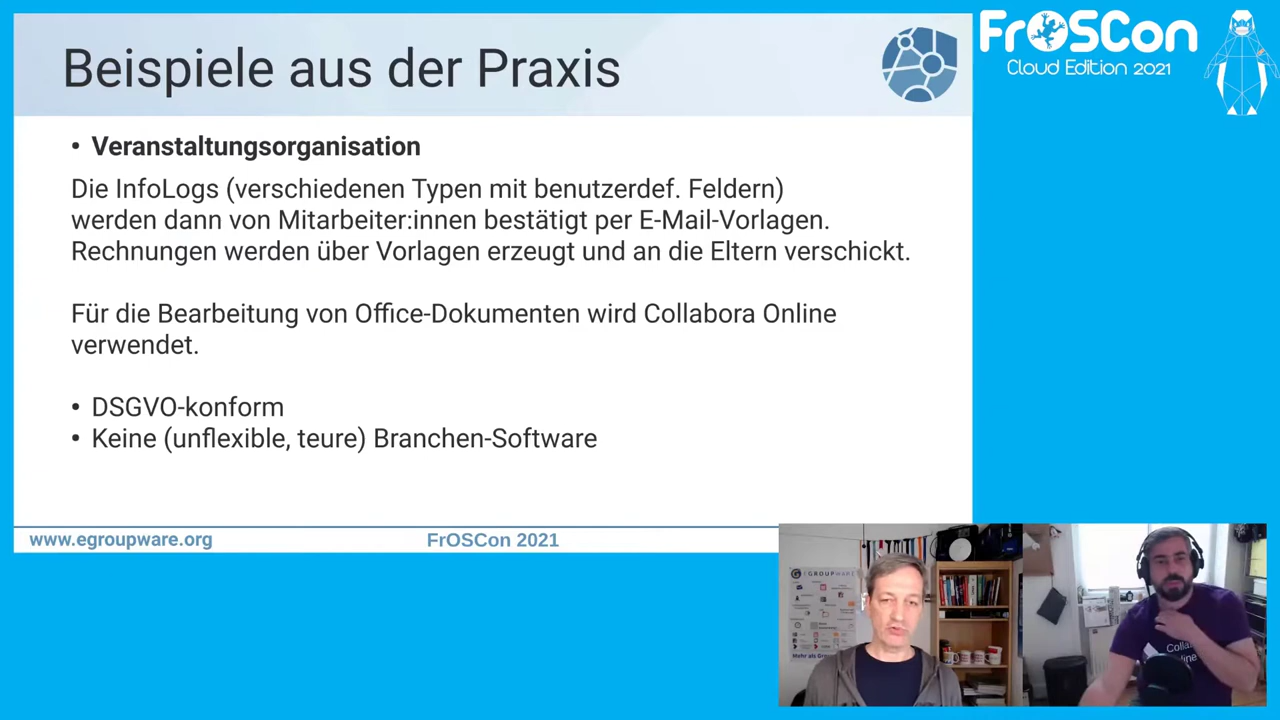 Beispiele aus der Praxis
FrOSCon
Cloud Edition 2021
• Veranstaltungsorganisation
Die InfoLogs (verschiedenen Typen mit benutzerdef. Feldern)
werden dann von Mitarbeiter:innen bestätigt per E-Mail-Vorlagen.
Rechnungen werden über Vorlagen erzeugt und an die Eltern verschickt.
Für die Bearbeitung von Office-Dokumenten wird Collabora Online
verwendet.
• DSGVO-konform
• Keine (unflexible, teure) Branchen-Software
www.egroupware.org
FrOSCon 2021
EGROUPWARE
Mehr als